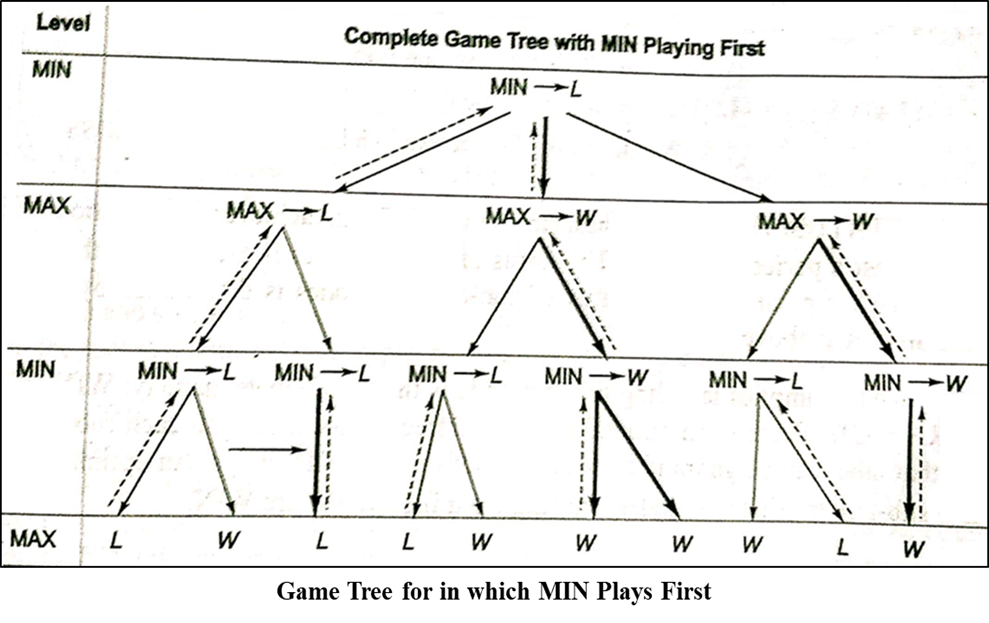 Level
Complete Game Tree with MIN Playing First
MIN
MIN → L
MAX
MAX → L MAX → W MAX → W
MIN
MIN → L MIN → L MIN → L MIN → W MIN → L MIN → W
MAX L W L L W W W W L W
Game Tree for in which MIN Plays First